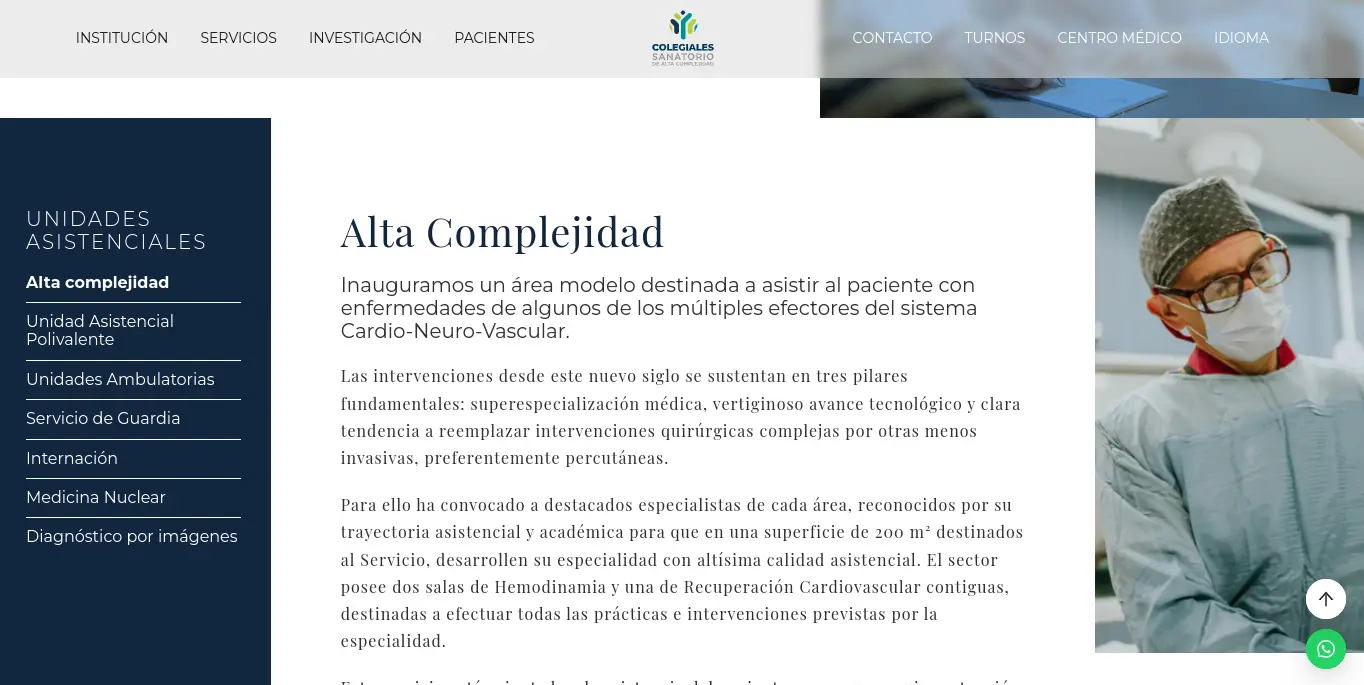 INSTITUCIÓN SERVICIOS INVESTIGACIÓN PACIENTES
COLEGIALES
SANATORIO
DE ALTA COMPLEJIDAD
CONTACTO TURNOS CENTRO MÉDICO IDIOMA
UNIDADES
ASISTENCIALES
Alta complejidad
Unidad Asistencial
Polivalente
Unidades Ambulatorias
Servicio de Guardia
Internación
Medicina Nuclear
Diagnóstico por imágenes
Alta Complejidad
Inauguramos un área modelo destinada a asistir al paciente con
enfermedades de algunos de los múltiples efectores del sistema
Cardio-Neuro-Vascular.
Las intervenciones desde este nuevo siglo se sustentan en tres pilares
fundamentales: superespecialización médica, vertiginoso avance tecnológico y clara
tendencia a reemplazar intervenciones quirúrgicas complejas por otras menos
invasivas, preferentemente percutáneas.
Para ello ha convocado a destacados especialistas de cada área, reconocidos por su
trayectoria asistencial y académica para que en una superficie de 200 m² destinados
al Servicio, desarrollen su especialidad con altísima calidad asistencial. El sector
posee dos salas de Hemodinamia y una de Recuperación Cardiovascular contiguas,
destinadas a efectuar todas las prácticas e intervenciones previstas por la
especialidad.